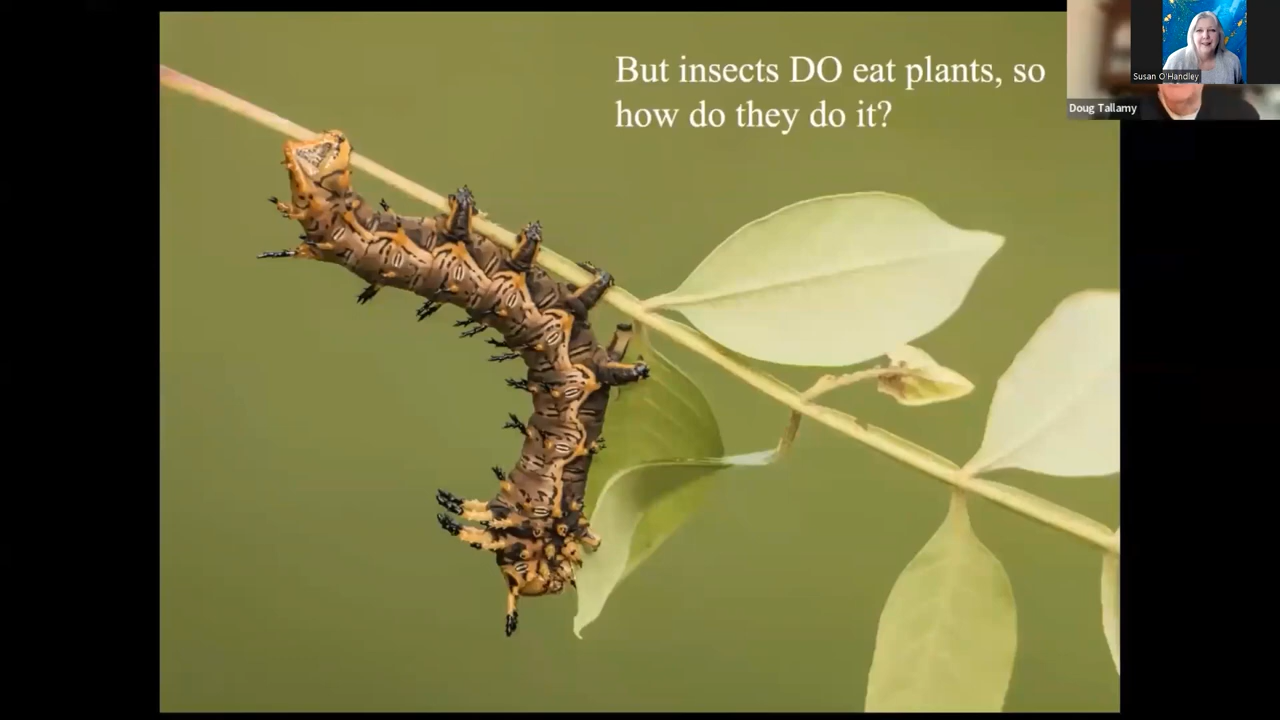 But insects DO eat plants, so
how do they do it?
Susan O'Handley
Doug Tallamy